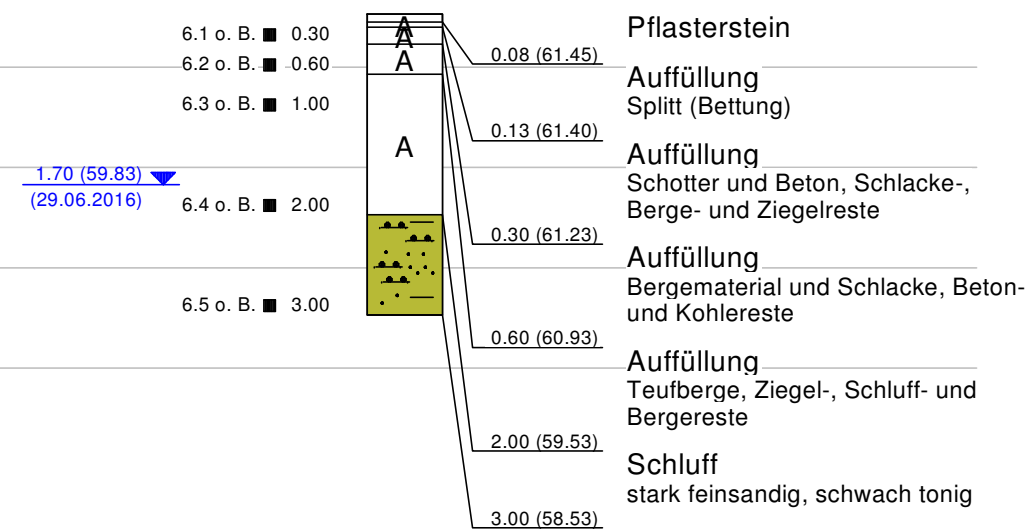 6.1 o. B. 0.30
6.2 o. B. 0.60
6.3 o. B. 1.00
1.70 (59.83)
(29.06.2016)
6.4 o. B. 2.00
6.5 o. B. 3.00
A
A
A
A
0.08 (61.45)
0.13 (61.40)
0.30 (61.23)
0.60 (60.93)
2.00 (59.53)
3.00 (58.53)
Pflasterstein
Auffüllung
Splitt (Bettung)
Auffüllung
Schotter und Beton, Schlacke-,
Berge- und Ziegelreste
Auffüllung
Bergematerial und Schlacke, Beton-
und Kohlereste
Auffüllung
Teufberge, Ziegel-, Schluff- und
Bergereste
Schluff
stark feinsandig, schwach tonig